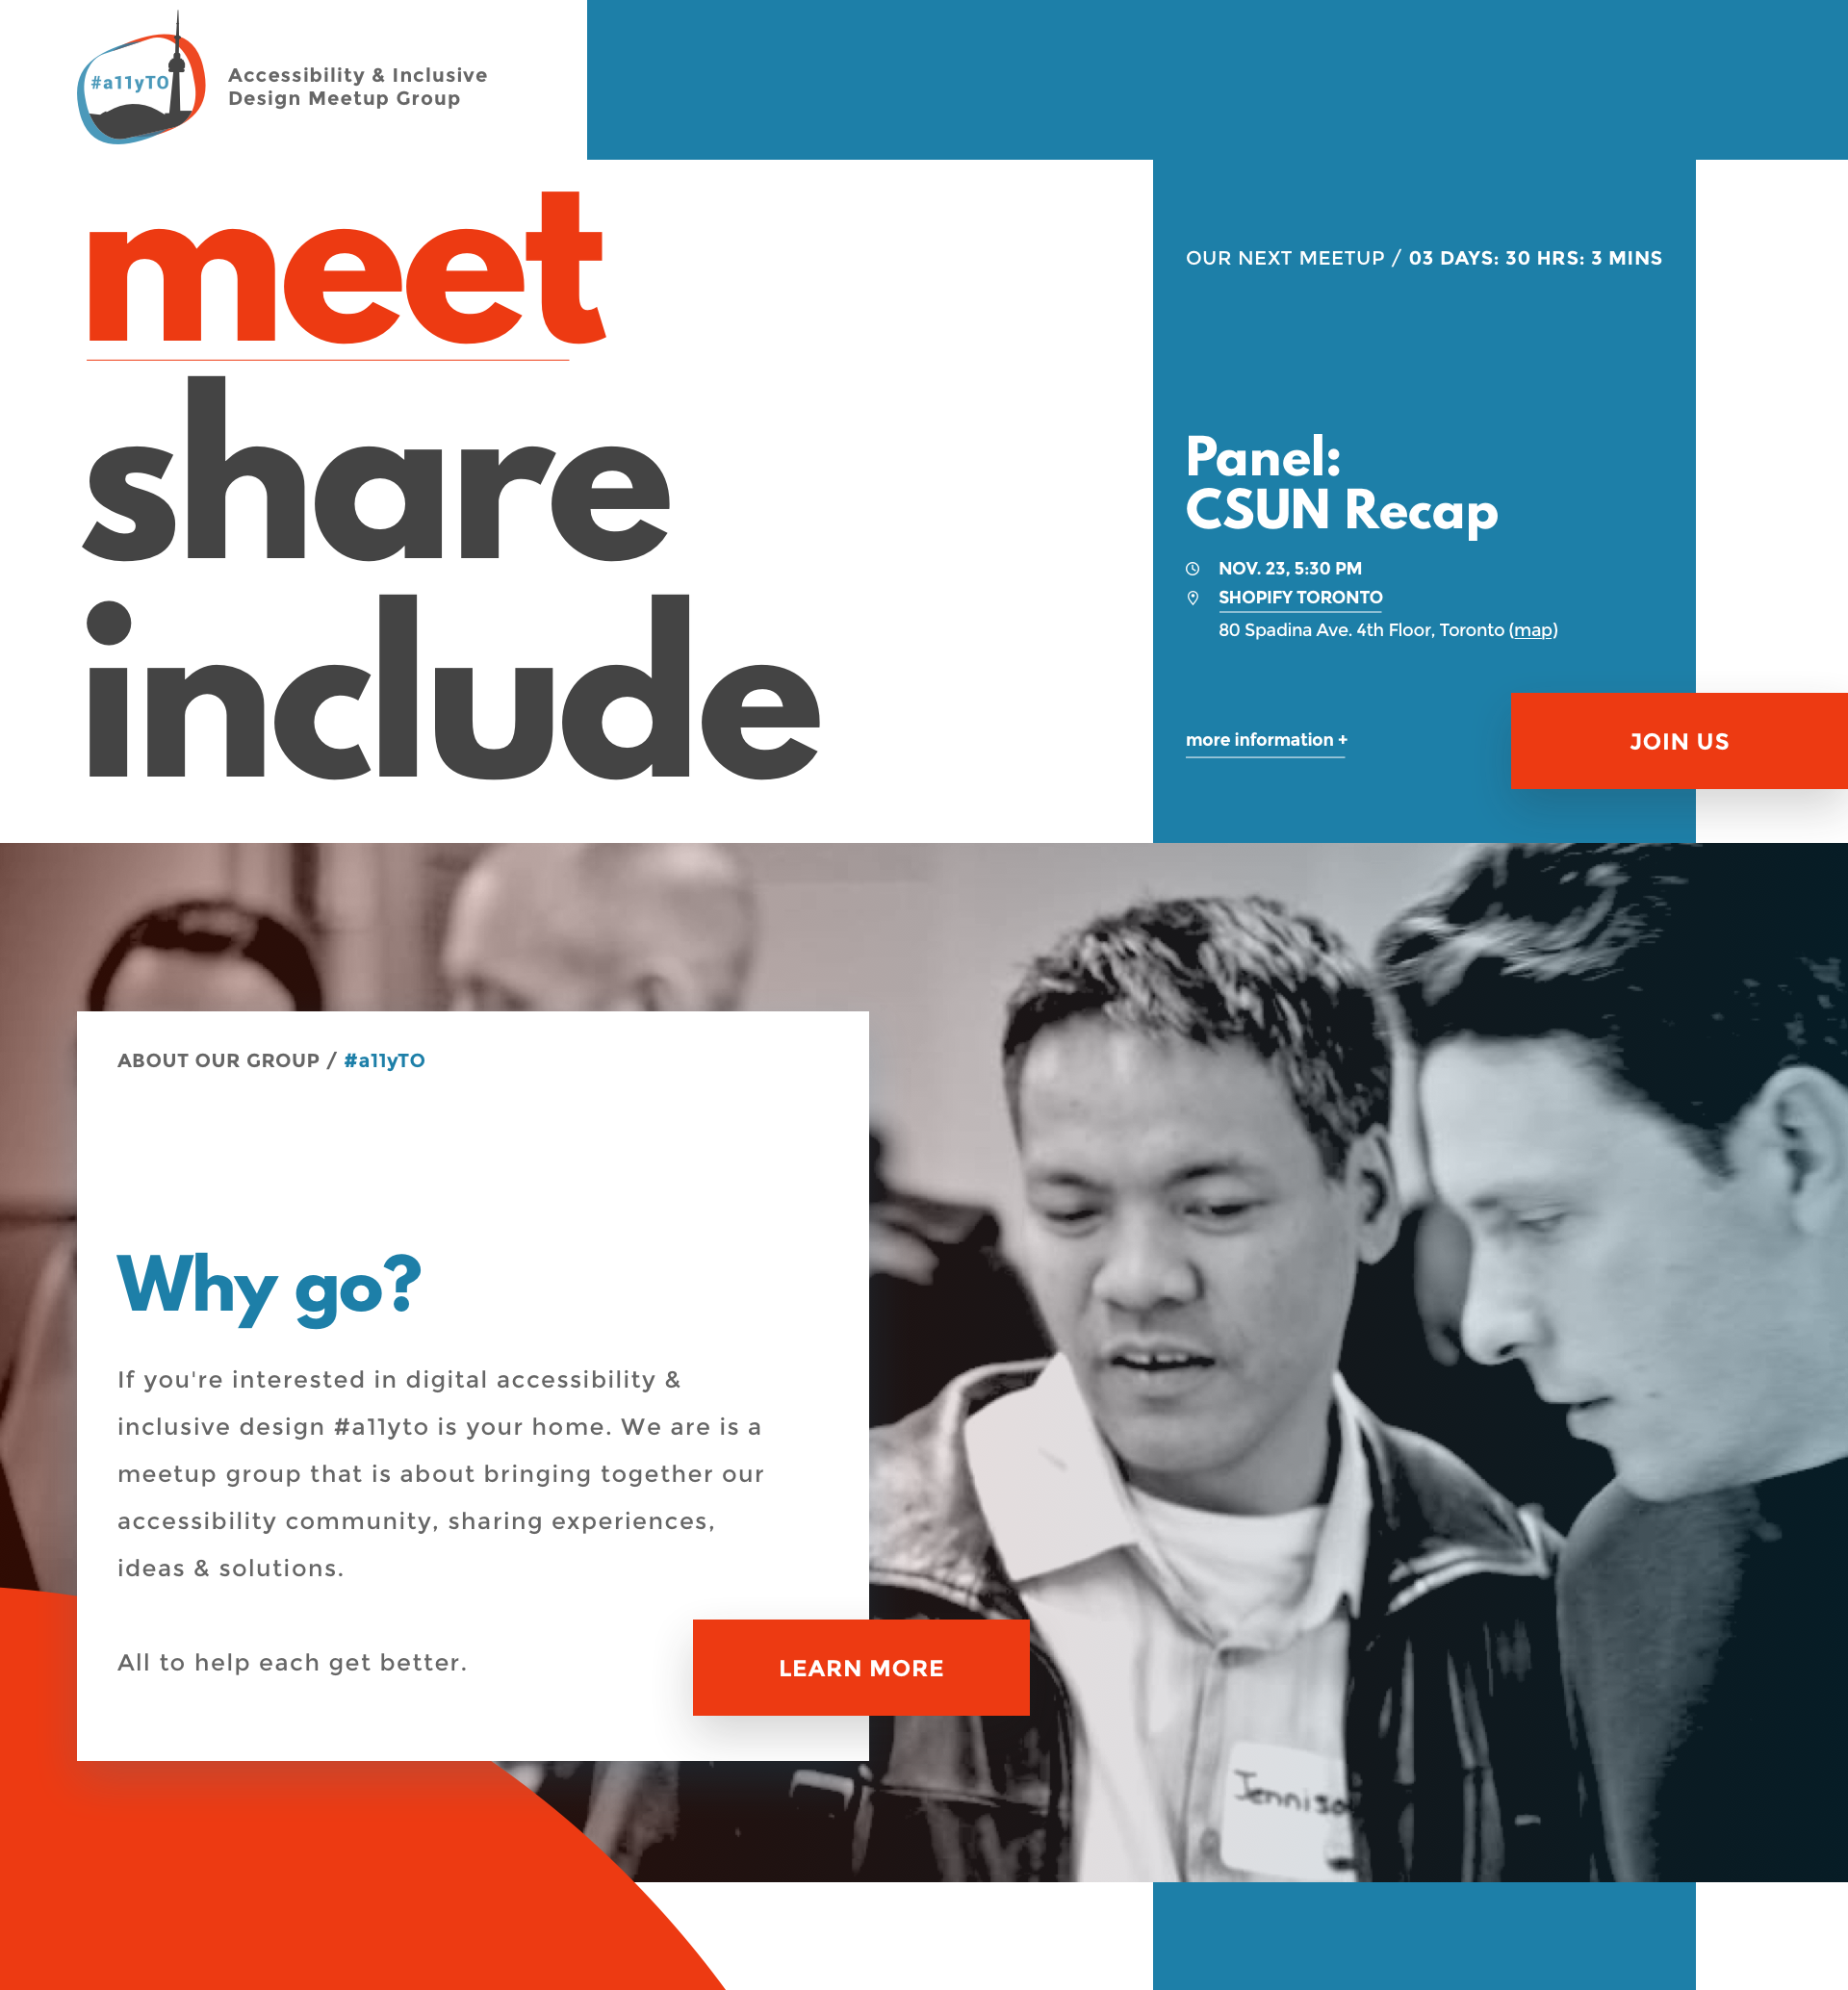 #a11yTO
Accessibility & Inclusive
Design Meetup Group
meet
share
include
OUR NEXT MEETUP / 03 DAYS: 30 HRS: 3 MINS
Panel:
CSUN Recap
NOV. 23, 5:30 PM
SHOPIFY TORONTO
80 Spadina Ave. 4th Floor, Toronto (map)
more information +
JOIN US
ABOUT OUR GROUP / #a11yTO
Why go?
If you're interested in digital accessibility &
inclusive design #a11yto is your home. We are is a
meetup group that is about bringing together our
accessibility community, sharing experiences,
ideas & solutions.
All to help each get better.
LEARN MORE
Jennison